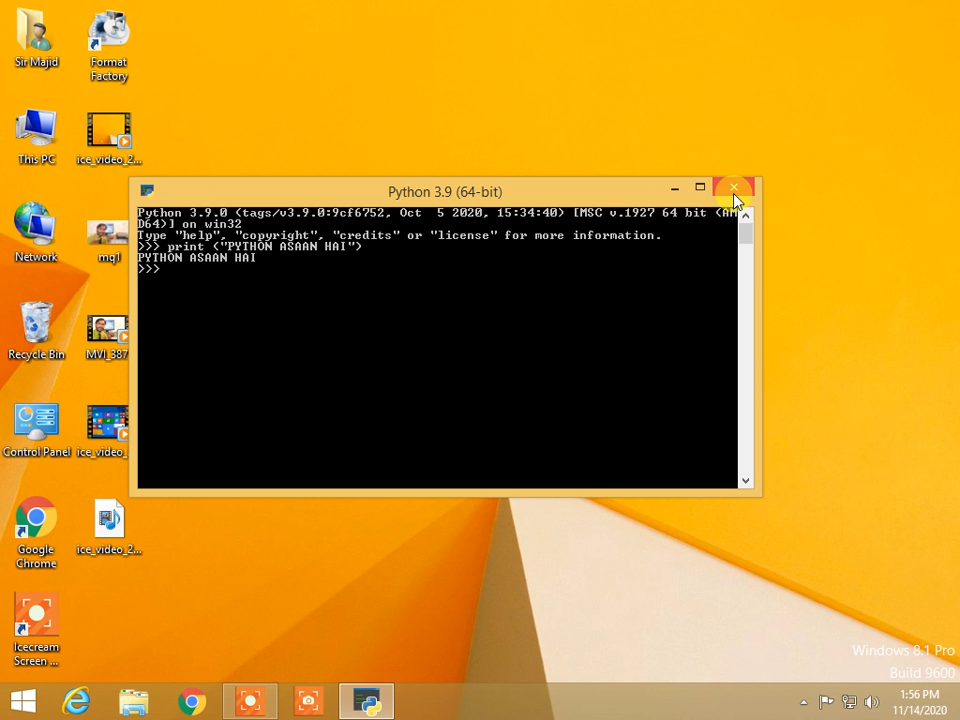 Sir Majid
Format
Factory
This PC
ice_video_2...
Network
mq1
Recycle Bin
MVI_387
Control Panel
ice_video_
Google
Chrome
ice_video_2...
Icecream
Screen ...
Python 3.9 (64-bit)
Python 3.9.0 (tags/v3.9.0:9cf6752, Oct  5 2020, 15:34:40) [MSC v.1927 64 bit (AM
D64)] on win32
Type "help", "copyright", "credits" or "license" for more information.
>>> print ("PYTHON ASAAN HAI")
PYTHON ASAAN HAI
>>>
Windows 8.1 Pro
Build 9600
1:56 PM
11/14/2020